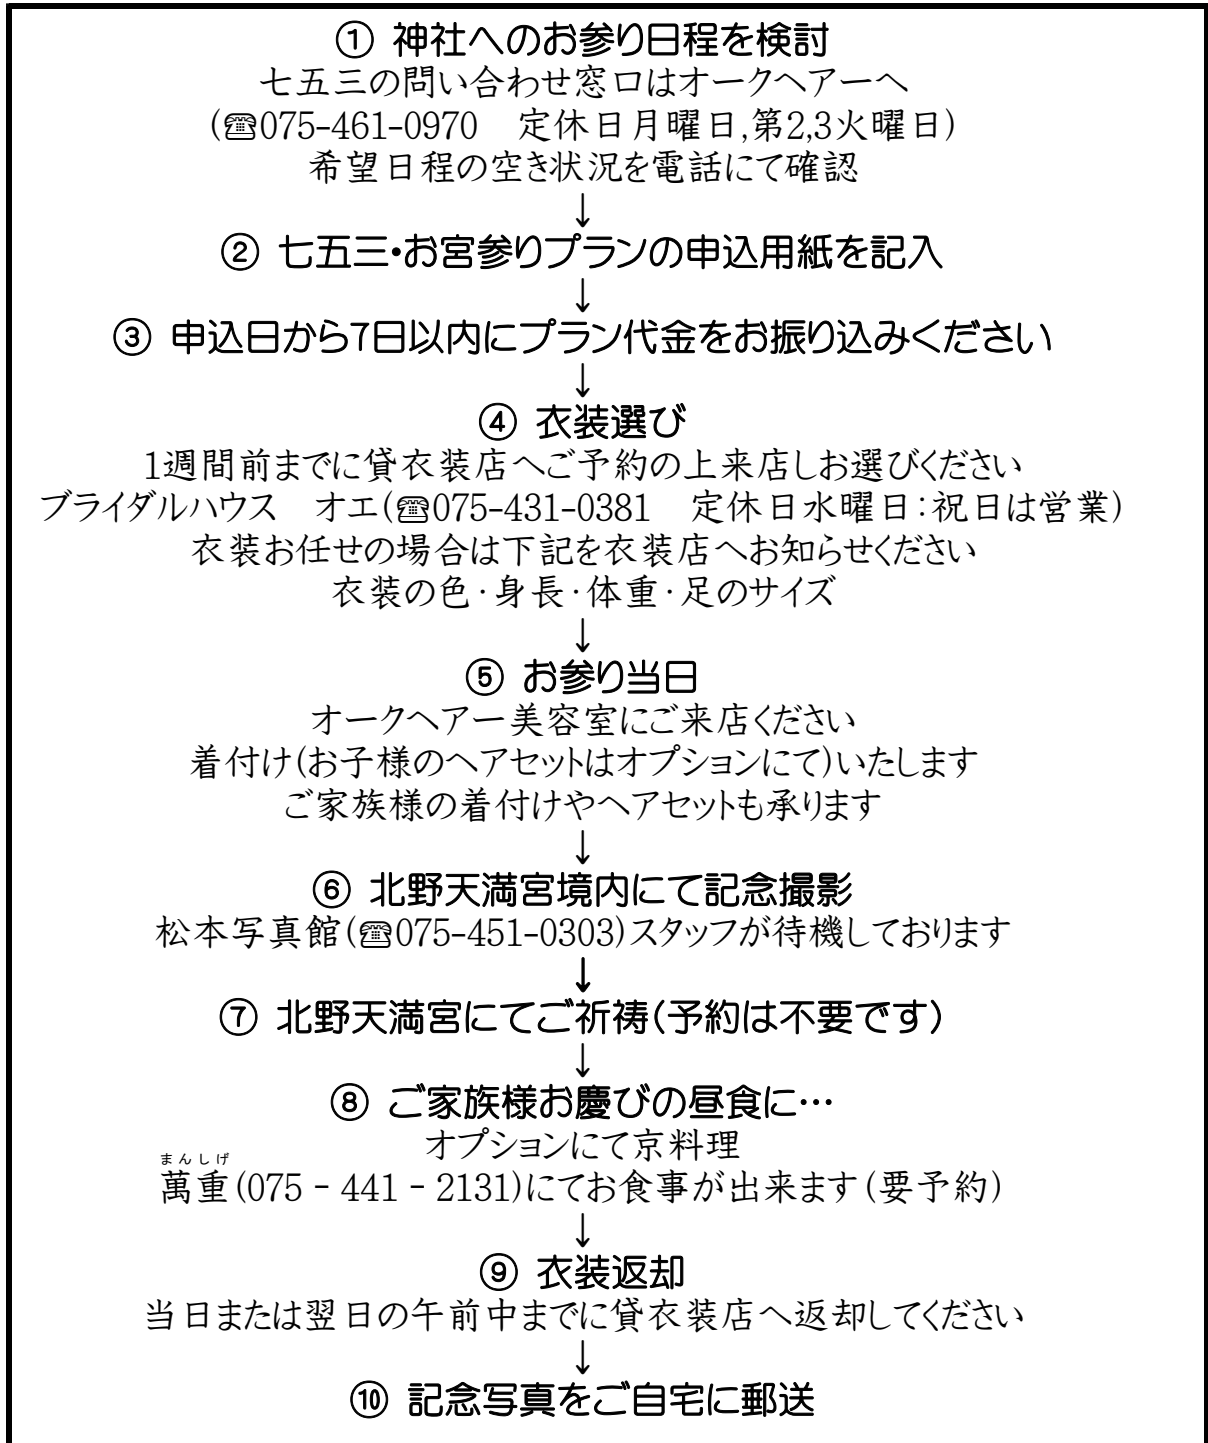 ① 神社へのお参り日程を検討
七五三の問い合わせ窓口はオークヘアーへ
(☎075-461-0970　定休日月曜日,第2,3火曜日)
希望日程の空き状況を電話にて確認
↓
② 七五三・お宮参りプランの申込用紙を記入
↓
③ 申込日から7日以内にプラン代金をお振り込みください
↓
④ 衣装選び
1週間前までに貸衣装店へご予約の上来店しお選びください
ブライダルハウス　オエ(☎075-431-0381　定休日水曜日:祝日は営業)
衣装お任せの場合は下記を衣装店へお知らせください
衣装の色・身長・体重・足のサイズ
↓
⑤ お参り当日
オークヘアー美容室にご来店ください
着付け(お子様のヘアセットはオプションにて)いたします
ご家族様の着付けやヘアセットも承ります
↓
⑥ 北野天満宮境内にて記念撮影
松本写真館(☎075-451-0303)スタッフが待機しております
↓
⑦ 北野天満宮にてご祈祷(予約は不要です)
↓
⑧ ご家族様お慶びの昼食に…
オプションにて京料理
まんしげ
萬重(075‐441‐2131)にてお食事が出来ます(要予約)
↓
⑨ 衣装返却
当日または翌日の午前中までに貸衣装店へ返却してください
↓
⑩ 記念写真をご自宅に郵送